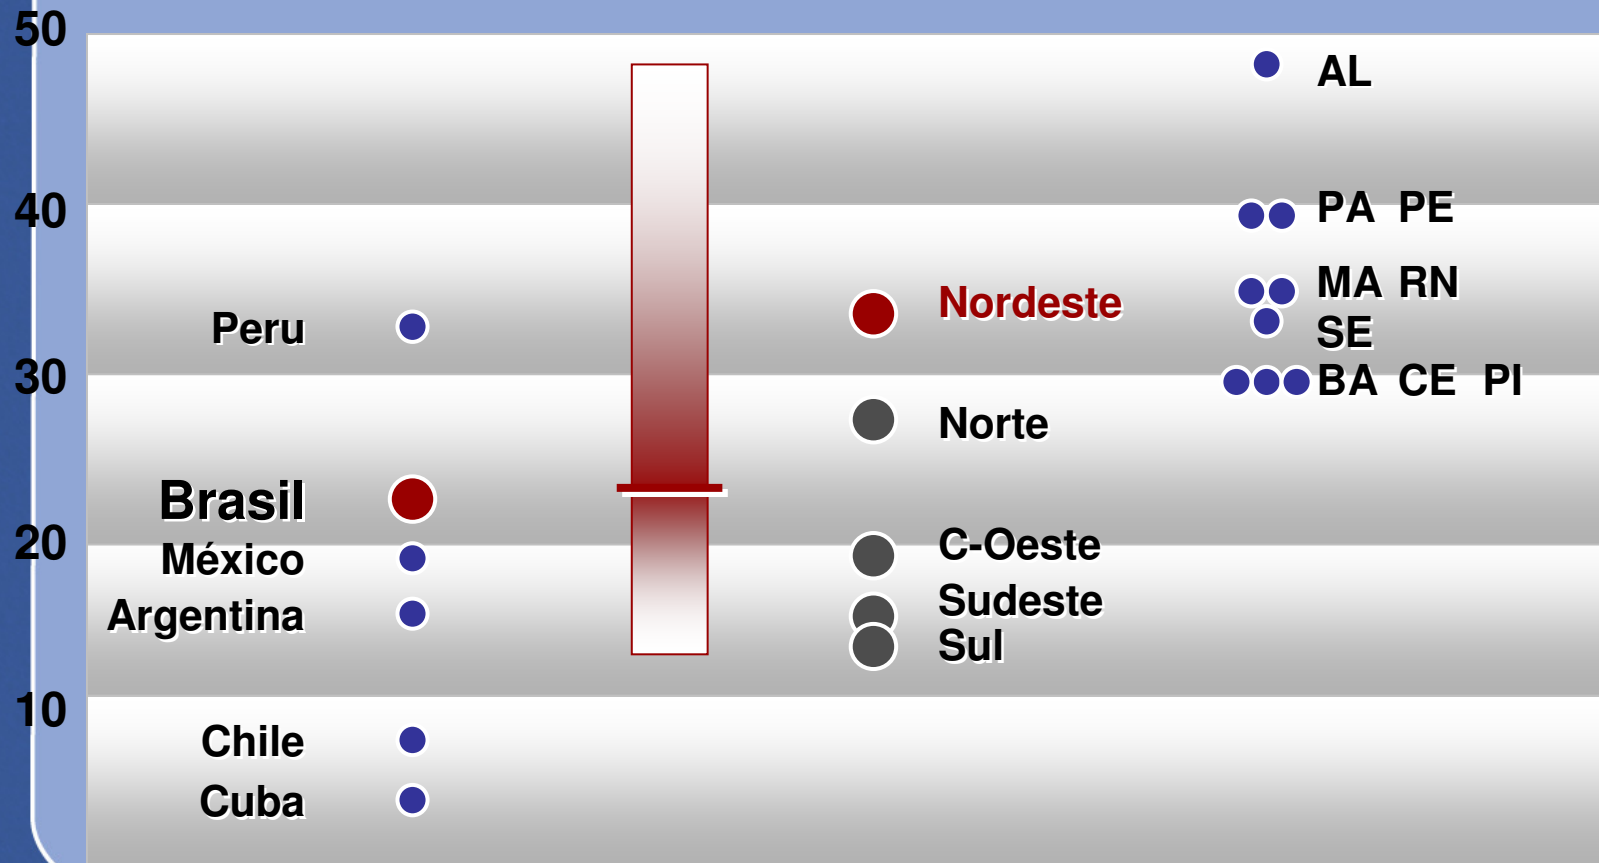 50
AL
40
PA PE
MA RN
Nordeste
Peru
SE
30
BA CE PI
Norte
Brasil
20
C-Oeste
México
Sudeste
Argentina
Sul
10
Chile
Cuba